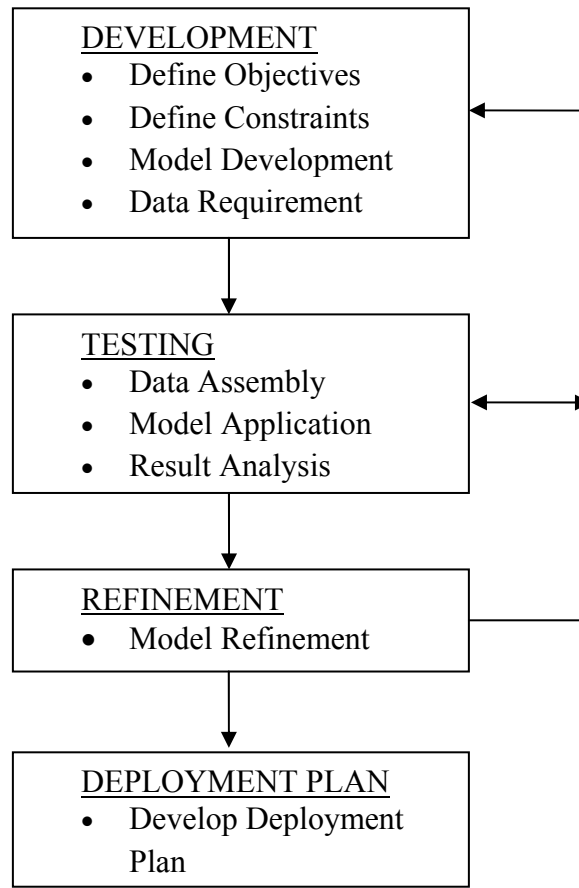 DEVELOPMENT
• Define Objectives
• Define Constraints
• Model Development
• Data Requirement
TESTING
• Data Assembly
• Model Application
• Result Analysis
REFINEMENT
• Model Refinement
DEPLOYMENT PLAN
• Develop Deployment
Plan